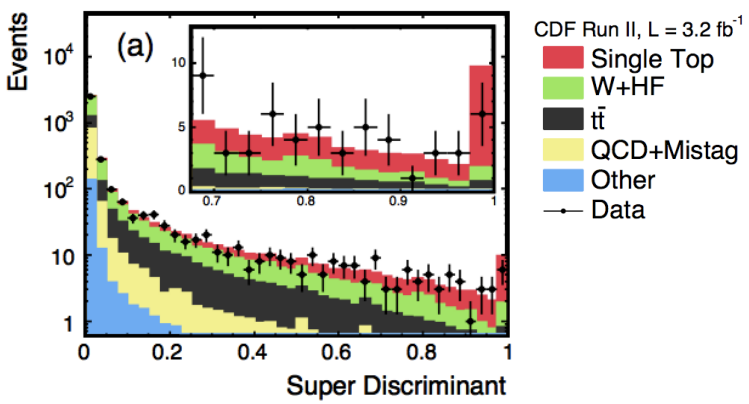 Events
(a)
10⁴
10³
10²
10
1
0
0.2
0.4
0.6
0.8
1
Super Discriminant
10
5
0
0.7
0.8
0.9
1
CDF Run II, L = 3.2 fb⁻¹
Single Top
W+HF
tt̄
QCD+Mistag
Other
Data